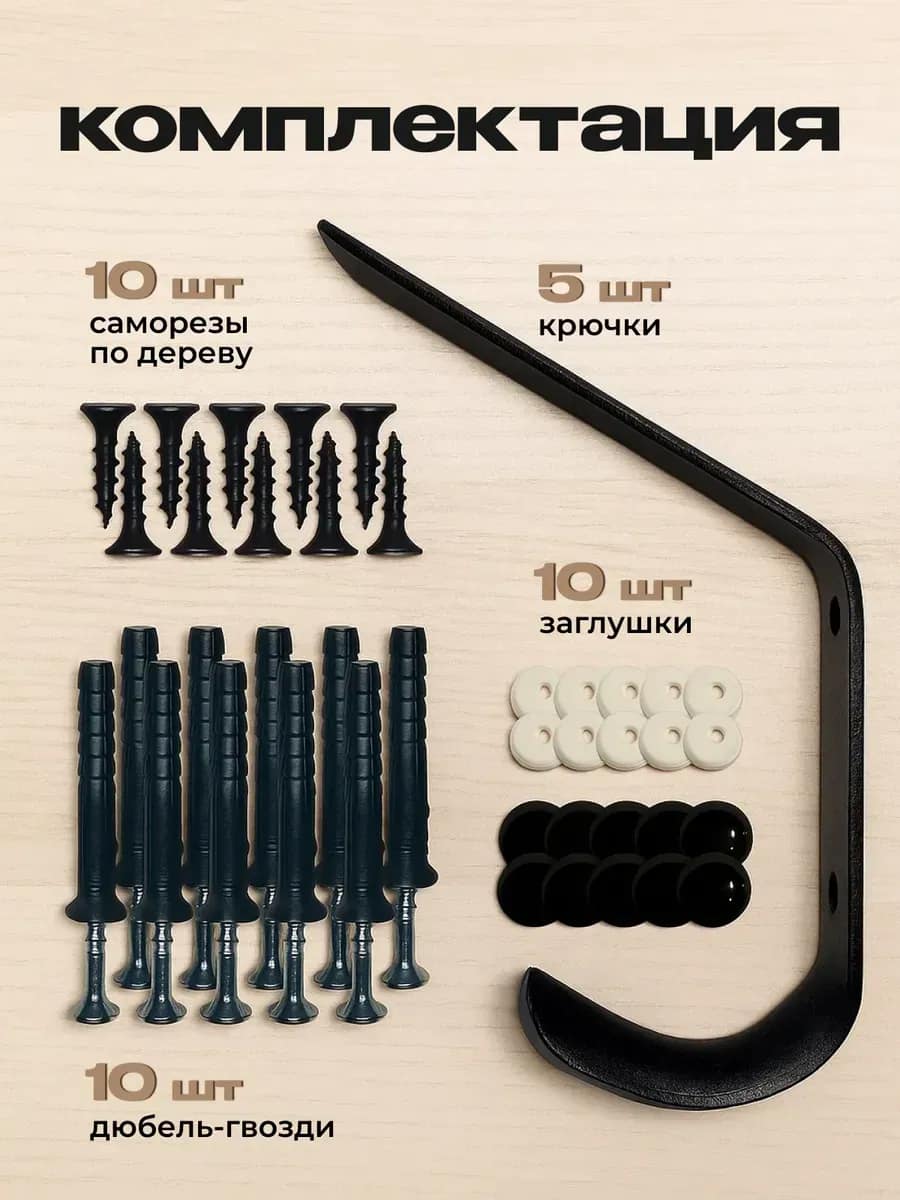 комплектация
10 шт
саморезы
по дереву
5 шт
крючки
10 шт
заглушки
10 шт
дюбель-гвозди